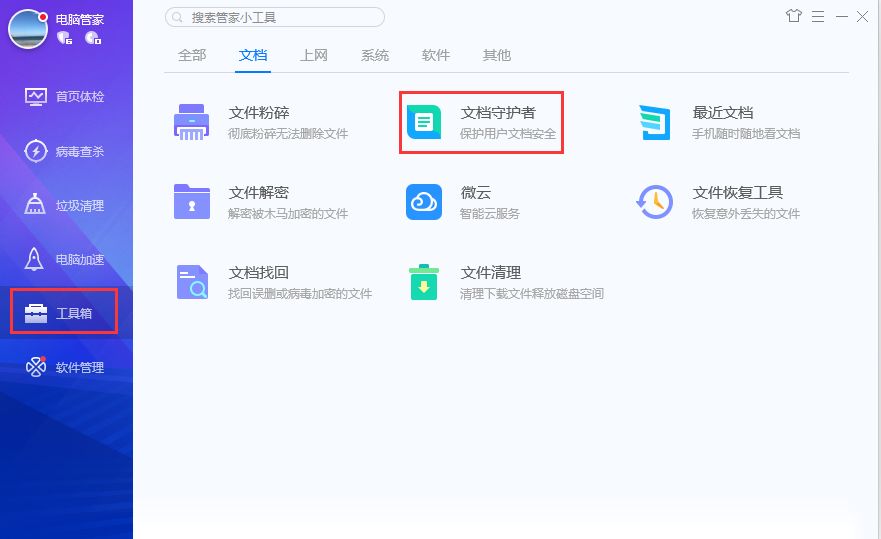 电脑管家
搜索管家小工具
全部 文档 上网 系统 软件 其他
首页体检
病毒查杀
垃圾清理
电脑加速
工具箱
软件管理
文件粉碎
彻底粉碎无法删除文件
文档守护者
保护用户文档安全
最近文档
手机随时随地看文档
文件解密
解密被木马加密的文件
微云
智能云服务
文件恢复工具
恢复意外丢失的文件
文档找回
找回误删或病毒加密的文件
文件清理
清理下载文件释放磁盘空间